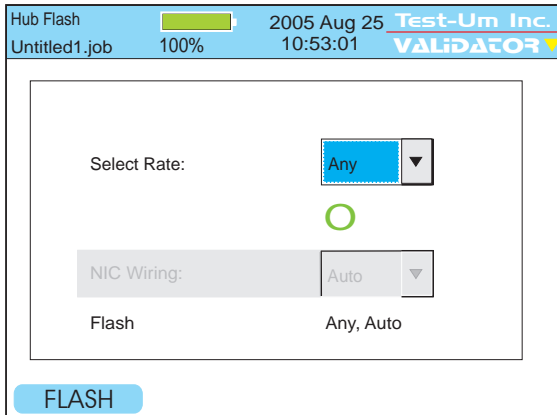 Hub Flash 2005 Aug 25 Test-Um Inc.
Untitled1.job 100% 10:53:01 VALiDATOR
Select Rate: Any
O
NIC Wiring: Auto
Flash Any, Auto
FLASH